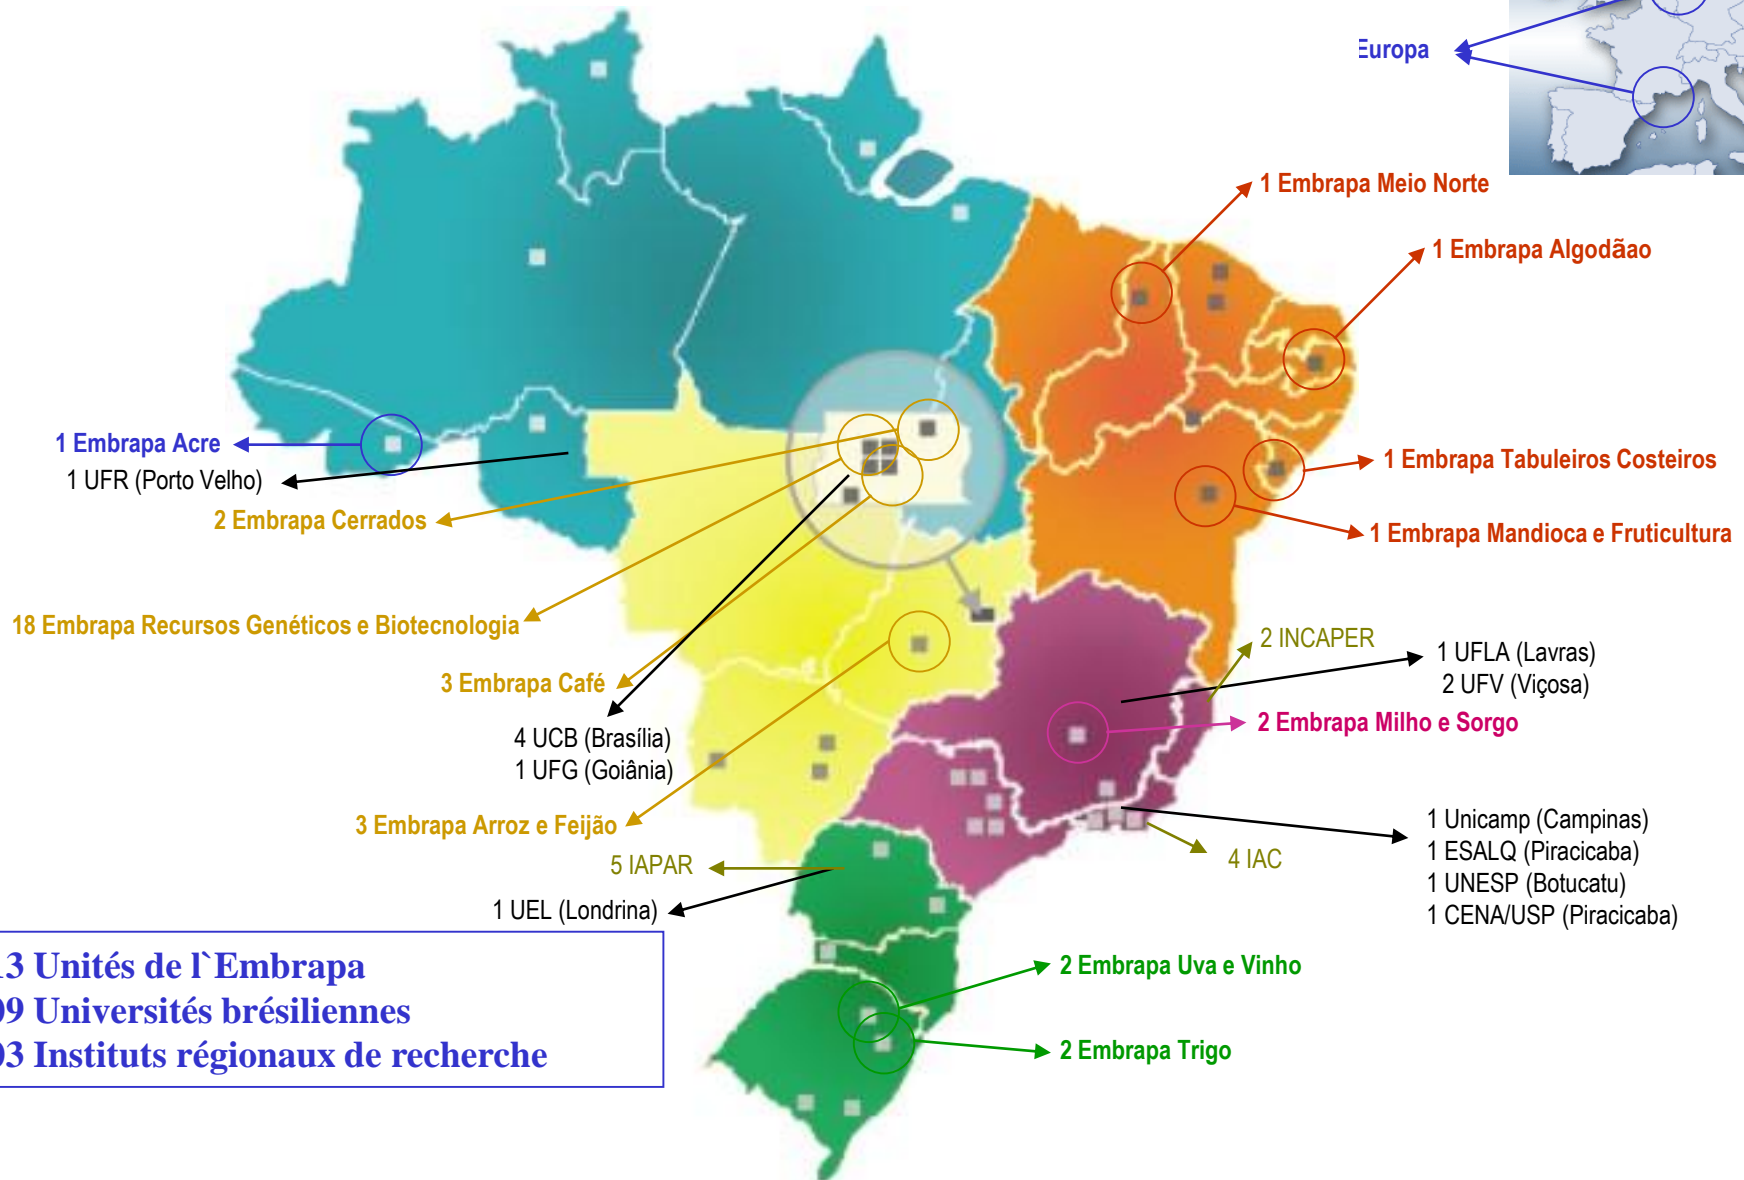 Europa
1 Embrapa Meio Norte
1 Embrapa Algodãao
1 Embrapa Acre
1 UFR (Porto Velho)
2 Embrapa Cerrados
1 Embrapa Tabuleiros Costeiros
1 Embrapa Mandioca e Fruticultura
18 Embrapa Recursos Genéticos e Biotecnologia
3 Embrapa Café
4 UCB (Brasília)
1 UFG (Goiânia)
3 Embrapa Arroz e Feijão
2 INCAPER
1 UFLA (Lavras)
2 UFV (Viçosa)
2 Embrapa Milho e Sorgo
1 Unicamp (Campinas)
1 ESALQ (Piracicaba)
1 UNESP (Botucatu)
1 CENA/USP (Piracicaba)
4 IAC
5 IAPAR
1 UEL (Londrina)
2 Embrapa Uva e Vinho
2 Embrapa Trigo
13 Unités de l`Embrapa
09 Universités brésiliennes
03 Instituts régionaux de recherche